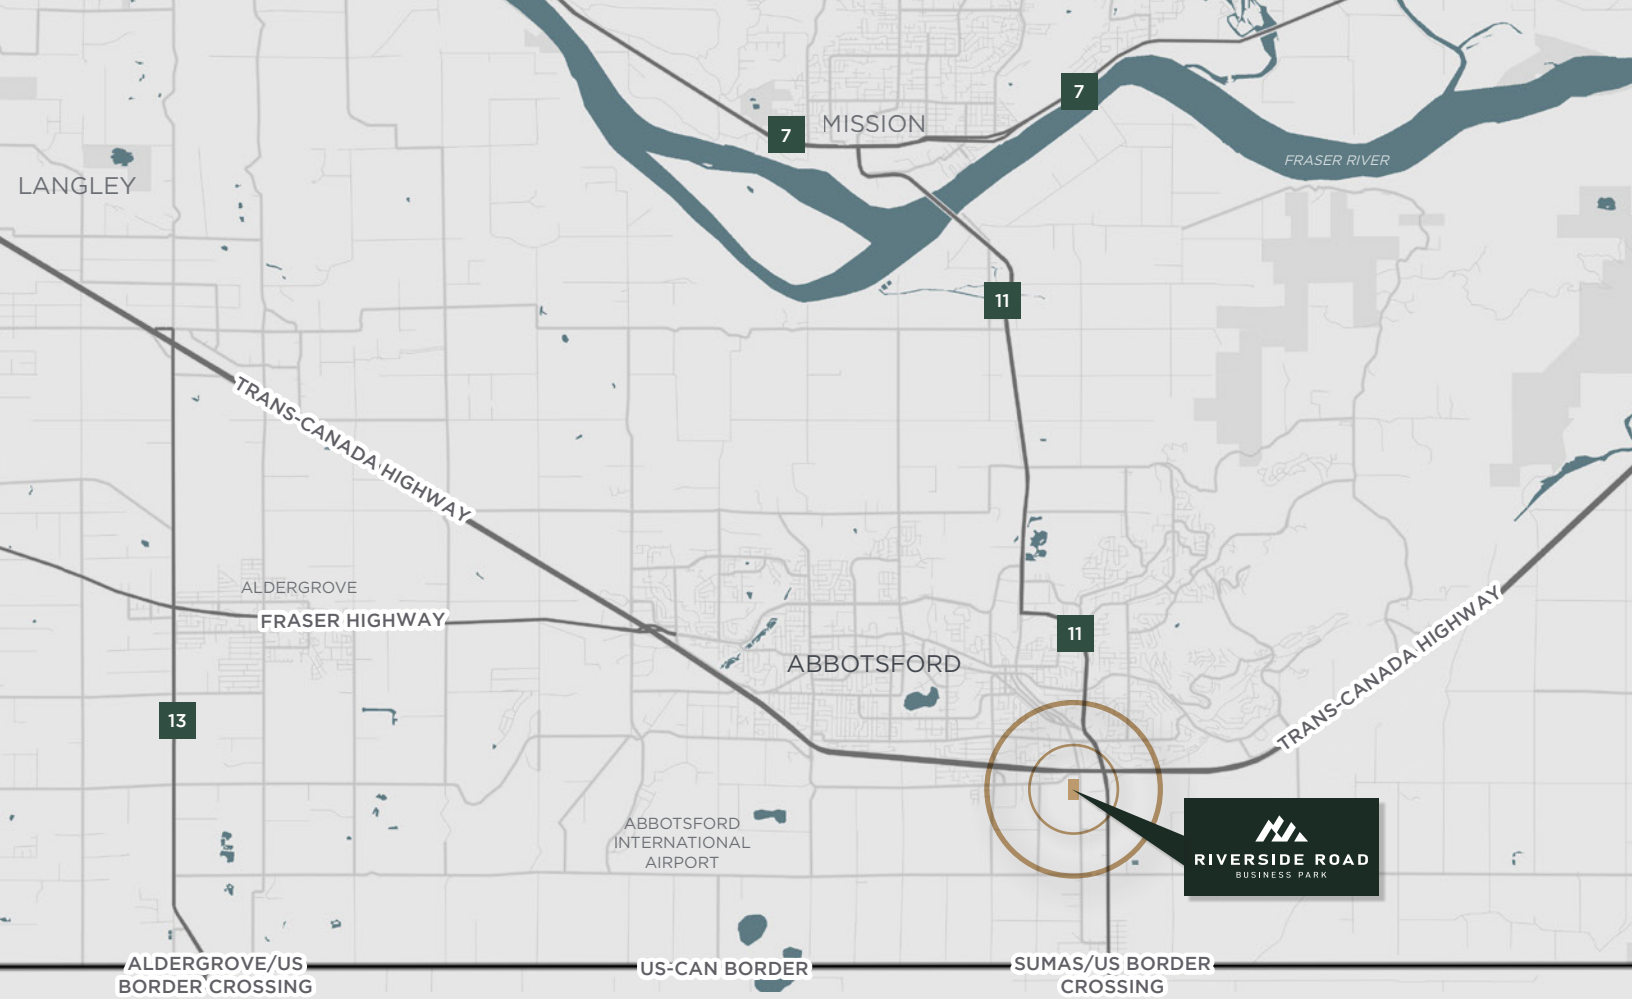 7
7
MISSION
FRASER RIVER
LANGLEY
11
TRANS-CANADA HIGHWAY
ALDERGROVE
FRASER HIGHWAY
11
ABBOTSFORD
TRANS-CANADA HIGHWAY
13
ABBOTSFORD
INTERNATIONAL
AIRPORT
RIVERSIDE ROAD
BUSINESS PARK
ALDERGROVE/US
BORDER CROSSING
US-CAN BORDER
SUMAS/US BORDER
CROSSING